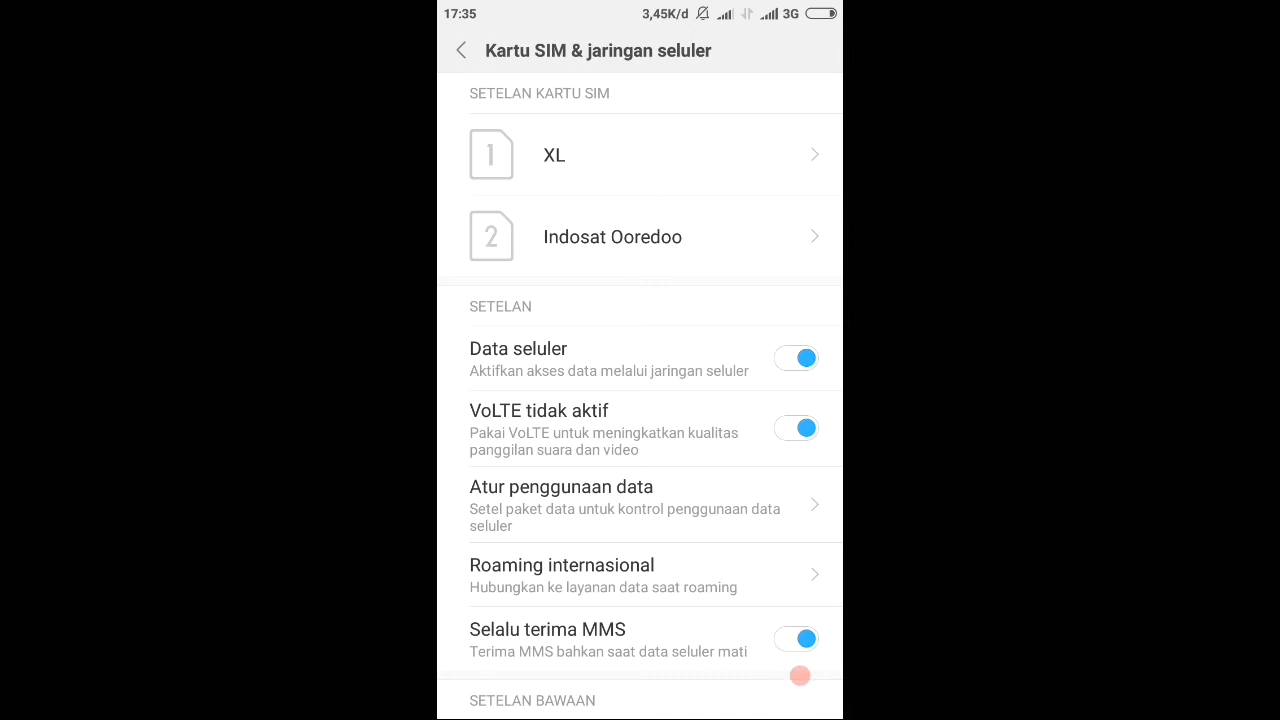 17:35 3,45K/d 3G
Kartu SIM & jaringan seluler
SETELAN KARTU SIM
1 XL
2 Indosat Ooredoo
SETELAN
Data seluler
Aktifkan akses data melalui jaringan seluler
VoLTE tidak aktif
Pakai VoLTE untuk meningkatkan kualitas
panggilan suara dan video
Atur penggunaan data
Setel paket data untuk kontrol penggunaan data
seluler
Roaming internasional
Hubungkan ke layanan data saat roaming
Selalu terima MMS
Terima MMS bahkan saat data seluler mati
SETELAN BAWAAN